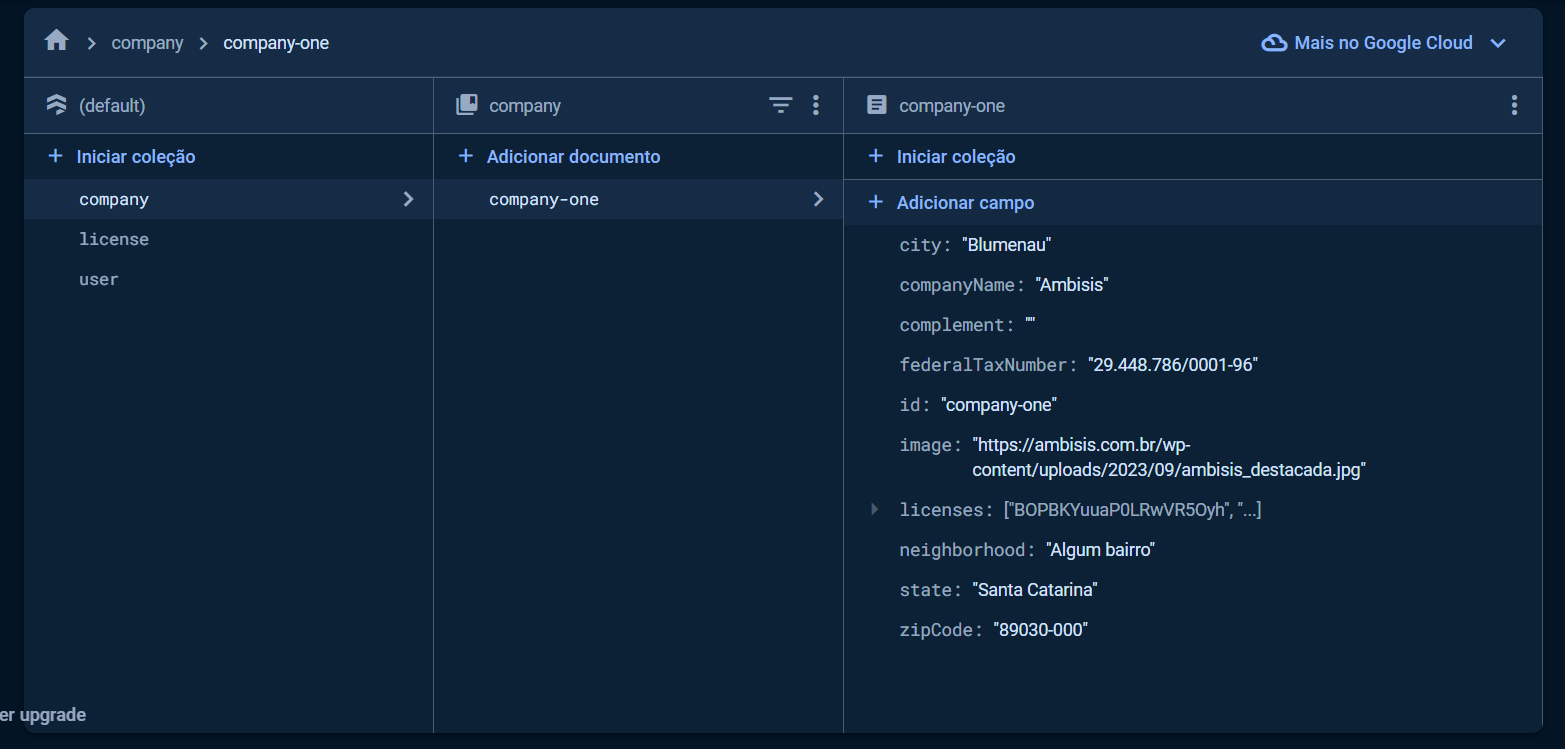 company
company-one
Mais no Google Cloud
(default)
company
company-one
+ Iniciar coleção
+ Adicionar documento
+ Iniciar coleção
company
company-one
+ Adicionar campo
license
user
city: "Blumenau"
companyName: "Ambisis"
complement: ""
federalTaxNumber: "29.448.786/0001-96"
id: "company-one"
image: "https://ambisis.com.br/wp-
content/uploads/2023/09/ambisis_destacada.jpg"
licenses: ["BOPBKYuuaP0LRwVR5Oyh", "...]
neighborhood: "Algum bairro"
state: "Santa Catarina"
zipCode: "89030-000"
er upgrade